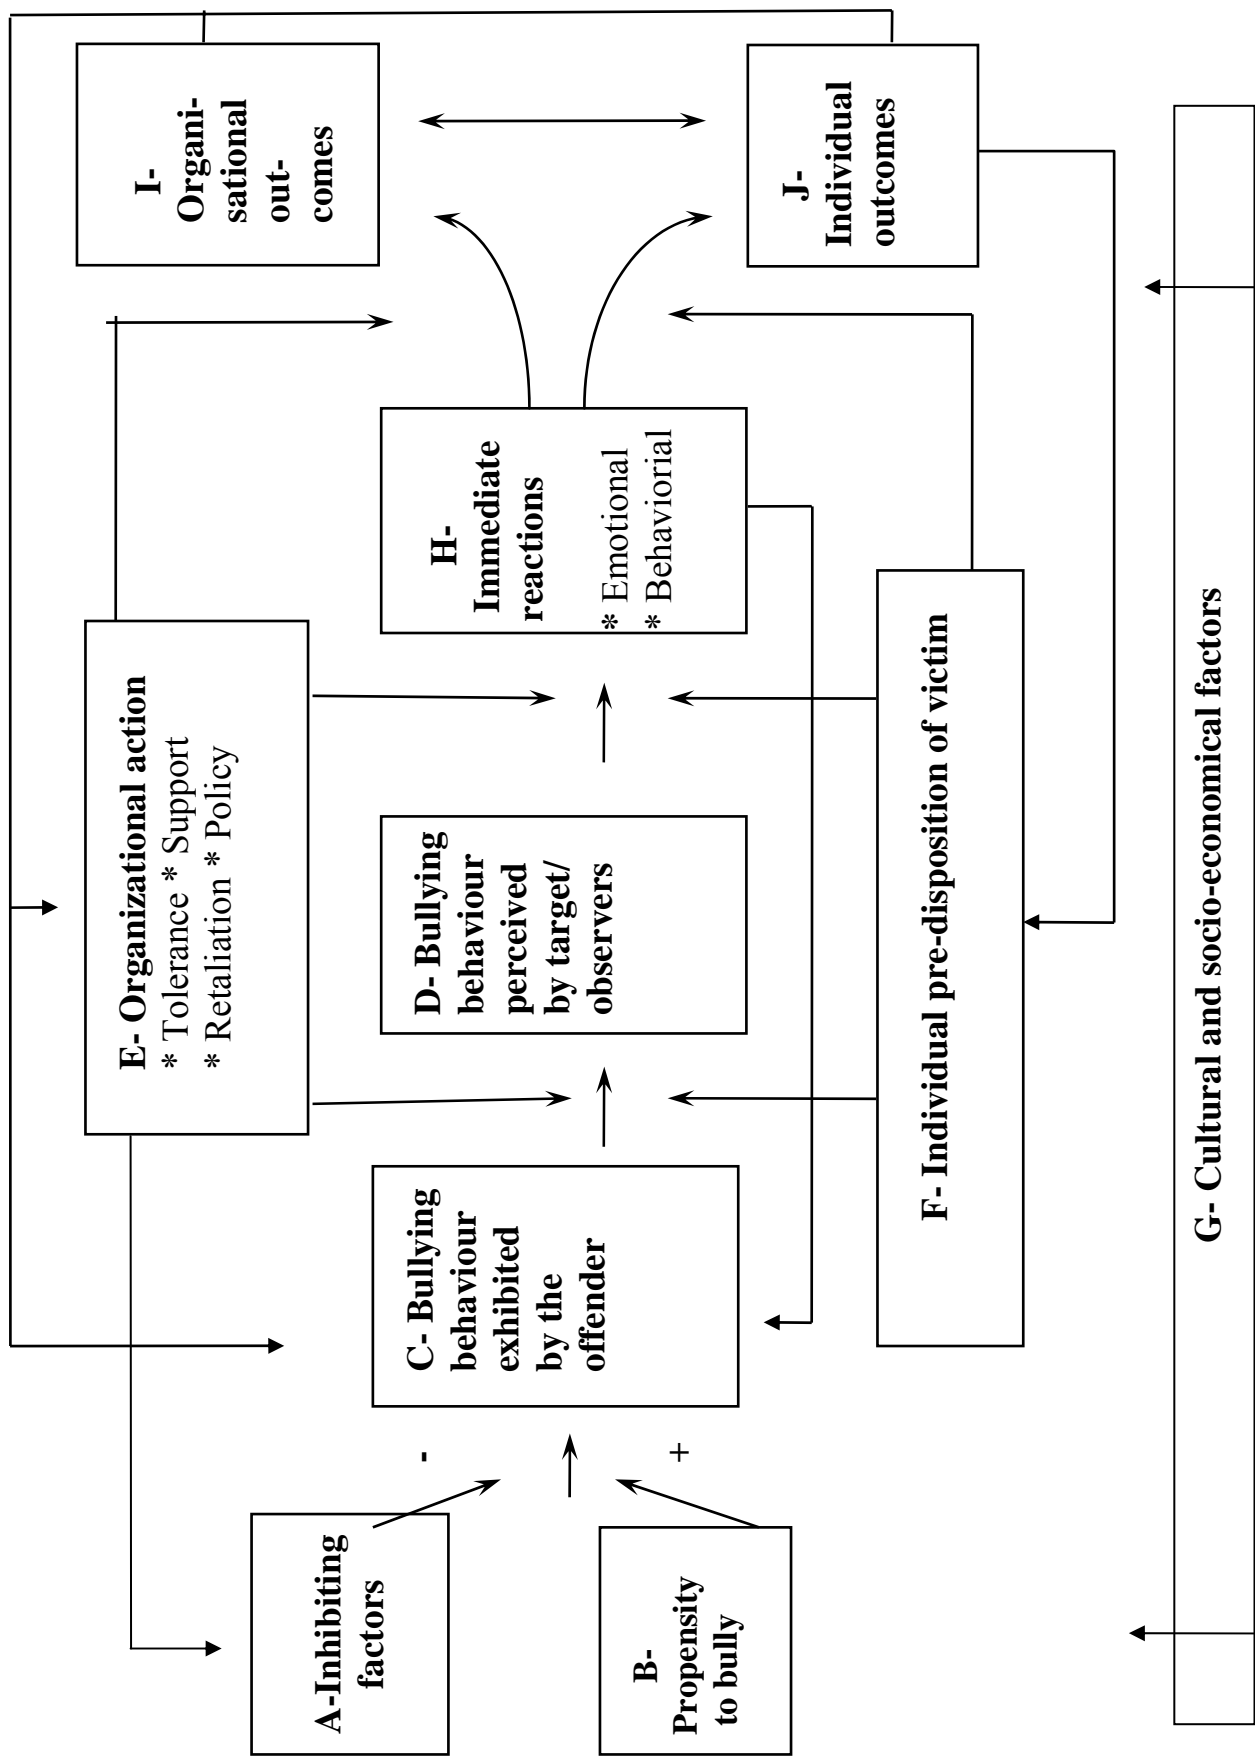 A-Inhibiting
factors
B-
Propensity
to bully
-
+
C- Bullying
behaviour
exhibited
by the
offender
E- Organizational action
* Tolerance * Support
* Retaliation * Policy
D- Bullying
behaviour
perceived
by target/
observers
F- Individual pre-disposition of victim
H-
Immediate
reactions
* Emotional
* Behaviorial
I-
Organi-
sational
out-
comes
J-
Individual
outcomes
G- Cultural and socio-economical factors